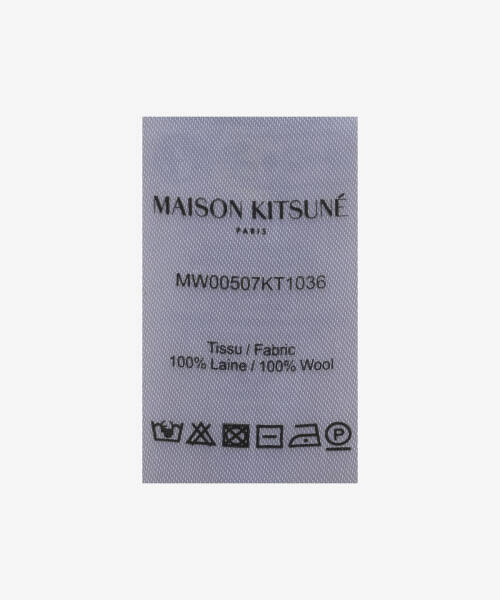 MAISON KITSUNÉ
PARIS
MW00507KT1036
Tissu / Fabric
100% Laine / 100% Wool
P